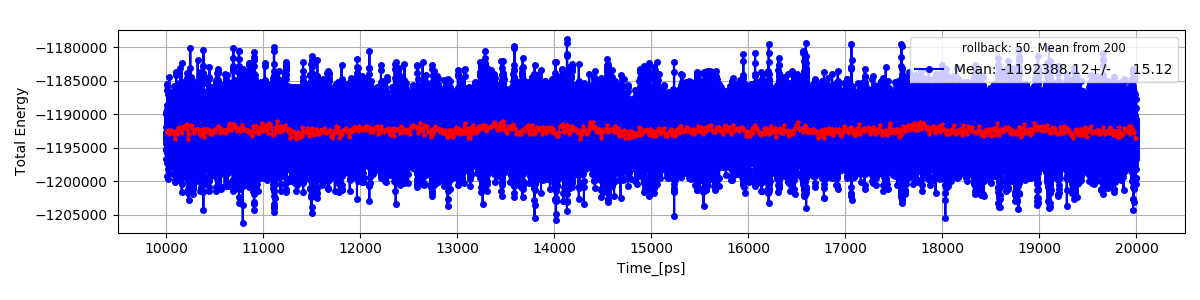 rollback: 50. Mean from 200
Mean: -1192388.12+/- 15.12
Total Energy
−1180000
−1185000
−1190000
−1195000
−1200000
−1205000
10000 11000 12000 13000 14000 15000 16000 17000 18000 19000 20000
Time_[ps]